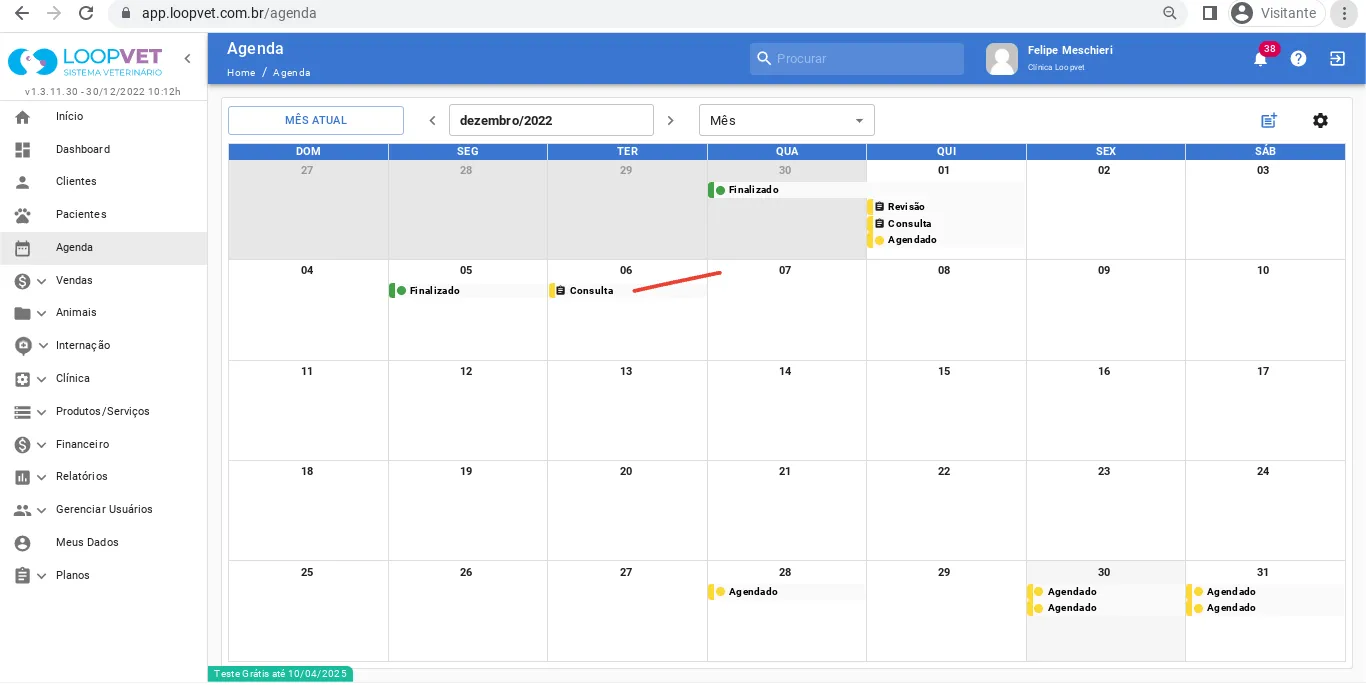 app.loopvet.com.br/agenda
Visitante
LOOPVET
SISTEMA VETERINÁRIO
v1.3.11.30 - 30/12/2022 10:12h
Início
Dashboard
Clientes
Pacientes
Agenda
Vendas
Animais
Internação
Clínica
Produtos/Serviços
Financeiro
Relatórios
Gerenciar Usuários
Meus Dados
Planos
Agenda
Home / Agenda
Procurar
Felipe Meschieri
Clínica Loopvet
38
MÊS ATUAL
dezembro/2022
Mês
DOM SEG TER QUA QUI SEX SÁB
27 28 29 30 01 02 03
Finalizado
Revisão
Consulta
Agendado
04 05 06 07 08 09 10
Finalizado Consulta
11 12 13 14 15 16 17
18 19 20 21 22 23 24
25 26 27 28 29 30 31
Agendado Agendado Agendado
Agendado Agendado
Teste Grátis até 10/04/2025